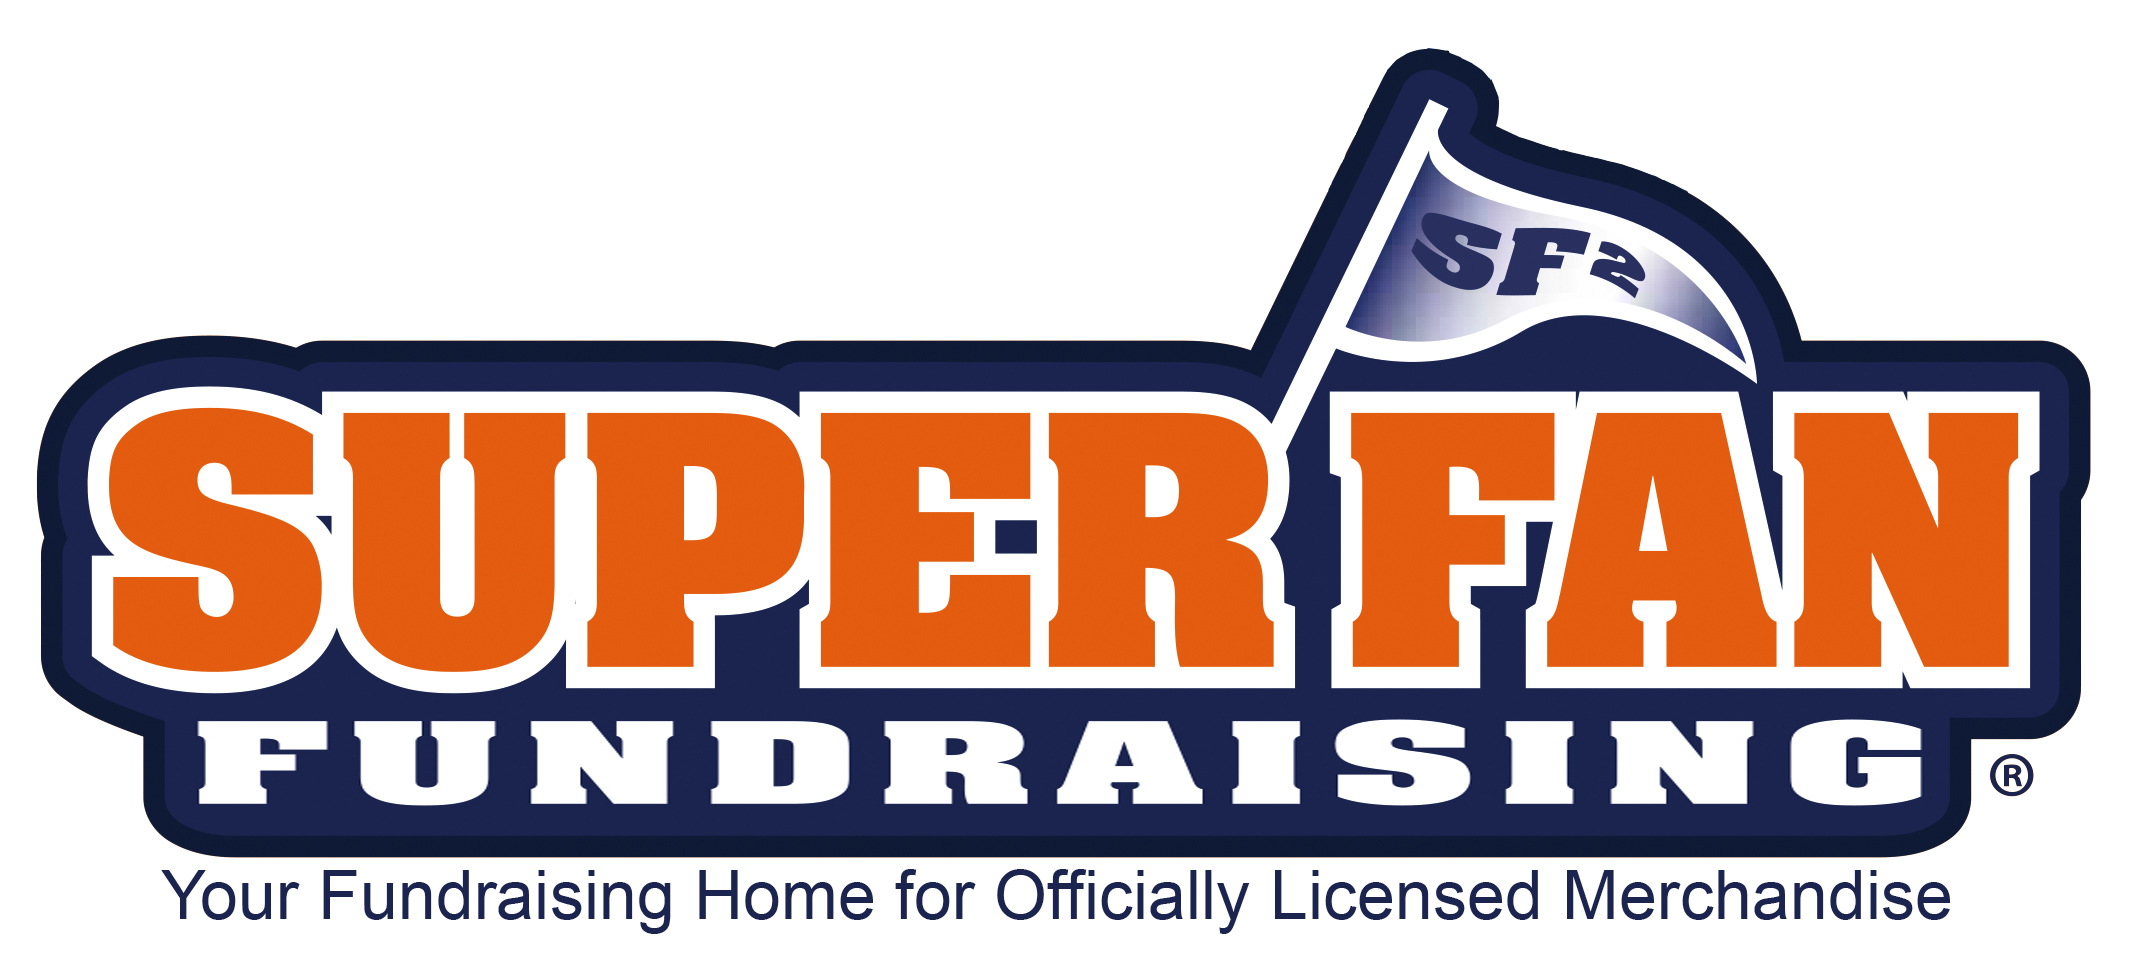 SF2
SUPER FAN
FUNDRAISING ®
Your Fundraising Home for Officially Licensed Merchandise